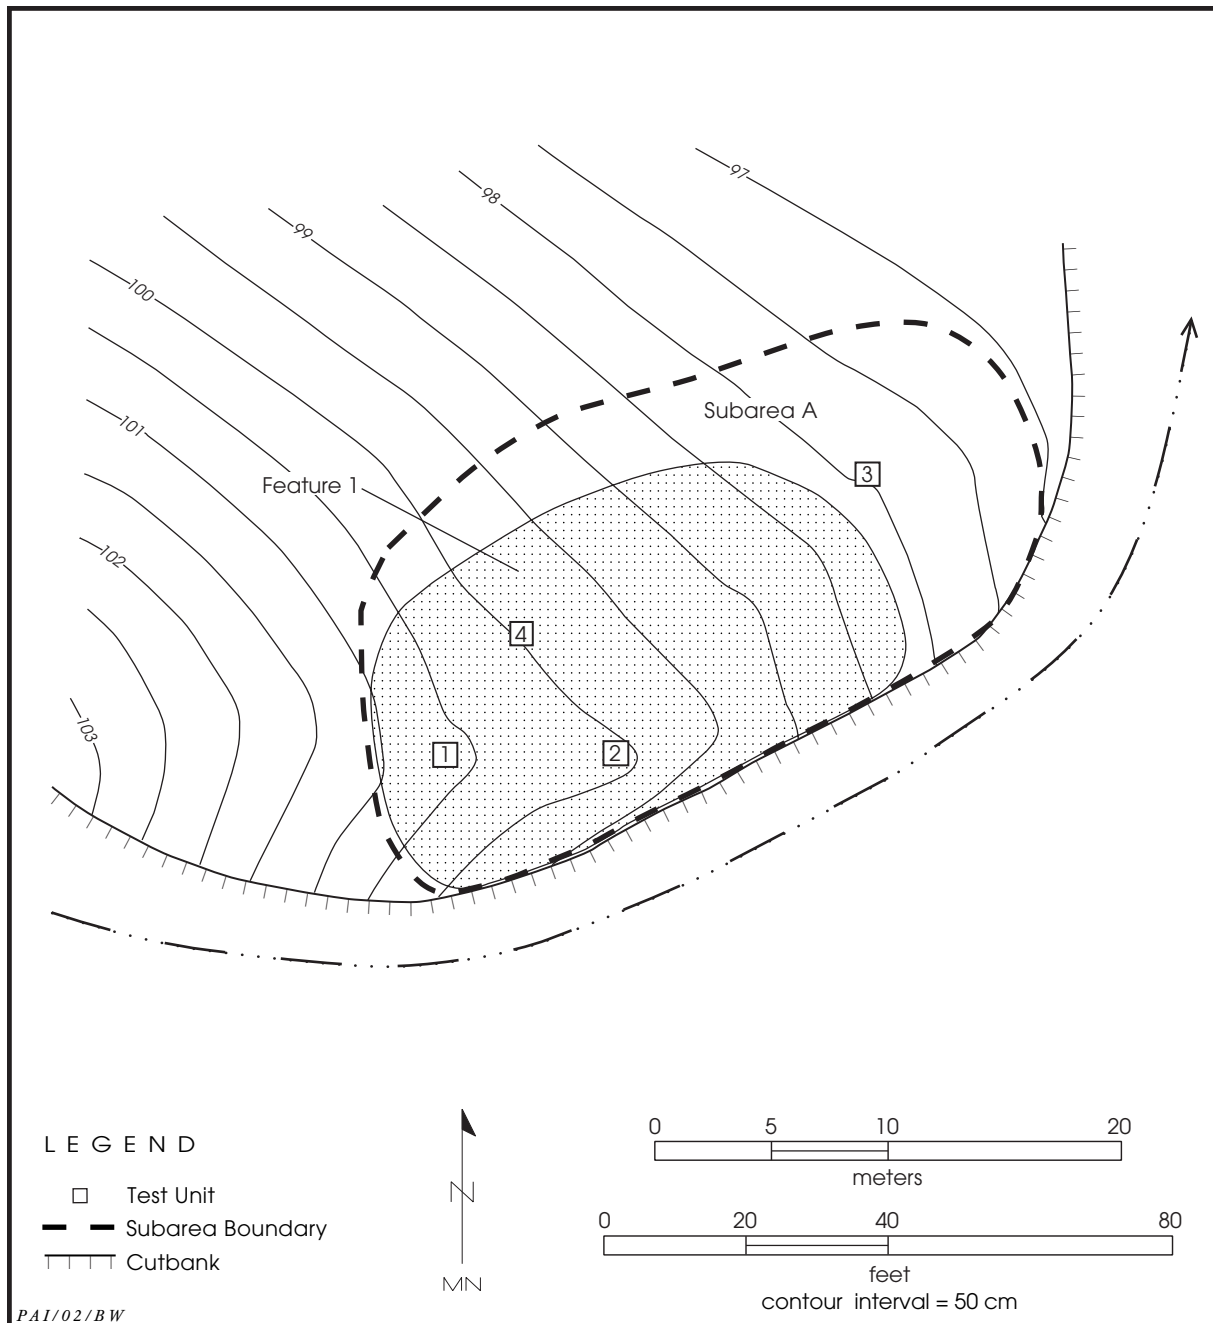 97
98
99
100
Subarea A
101
3
Feature 1
102
4
103
1
2
LEGEND
Test Unit
Subarea Boundary
Cutbank
N
MN
0 5 10 20
meters
0 20 40 80
feet
contour interval = 50 cm
PAI/02/BW